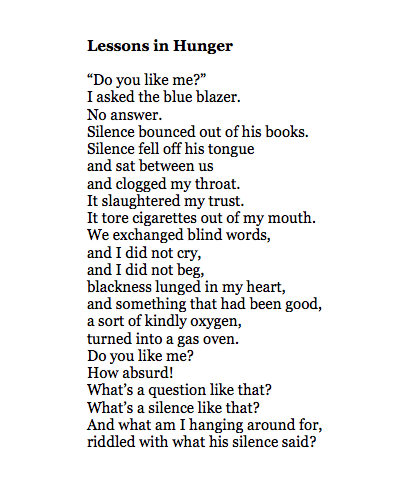 Lessons in Hunger
“Do you like me?”
I asked the blue blazer.
No answer.
Silence bounced out of his books.
Silence fell off his tongue
and sat between us
and clogged my throat.
It slaughtered my trust.
It tore cigarettes out of my mouth.
We exchanged blind words,
and I did not cry,
and I did not beg,
blackness lunged in my heart,
and something that had been good,
a sort of kindly oxygen,
turned into a gas oven.
Do you like me?
How absurd!
What’s a question like that?
What’s a silence like that?
And what am I hanging around for,
riddled with what his silence said?